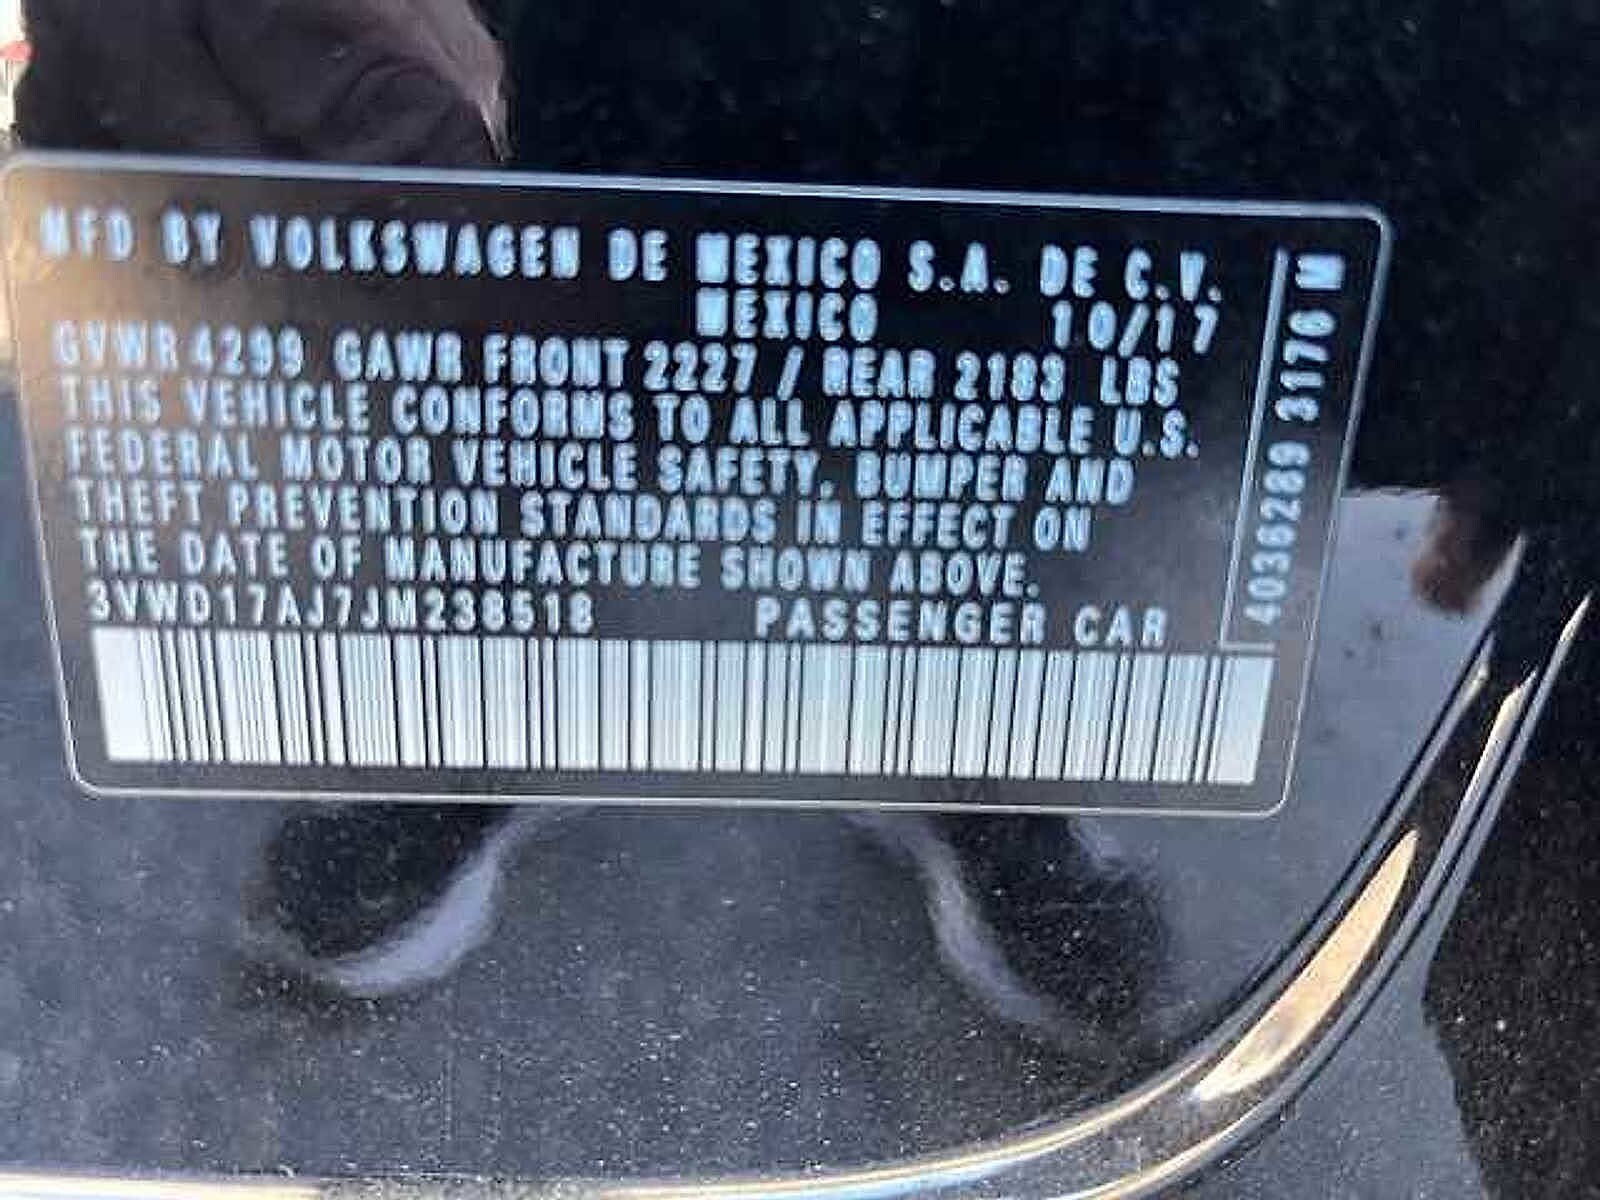 MFD BY VOLKSWAGEN DE MEXICO S.A. DE C.V.
MEXICO 10/17
GVWR 4299 GAWR FRONT 2227 / REAR 2183 LBS
THIS VEHICLE CONFORMS TO ALL APPLICABLE U.S.
FEDERAL MOTOR VEHICLE SAFETY, BUMPER AND
THEFT PREVENTION STANDARDS IN EFFECT ON
THE DATE OF MANUFACTURE SHOWN ABOVE.
3VWD17AJ7JM238518 PASSENGER CAR
4036289 3176 M